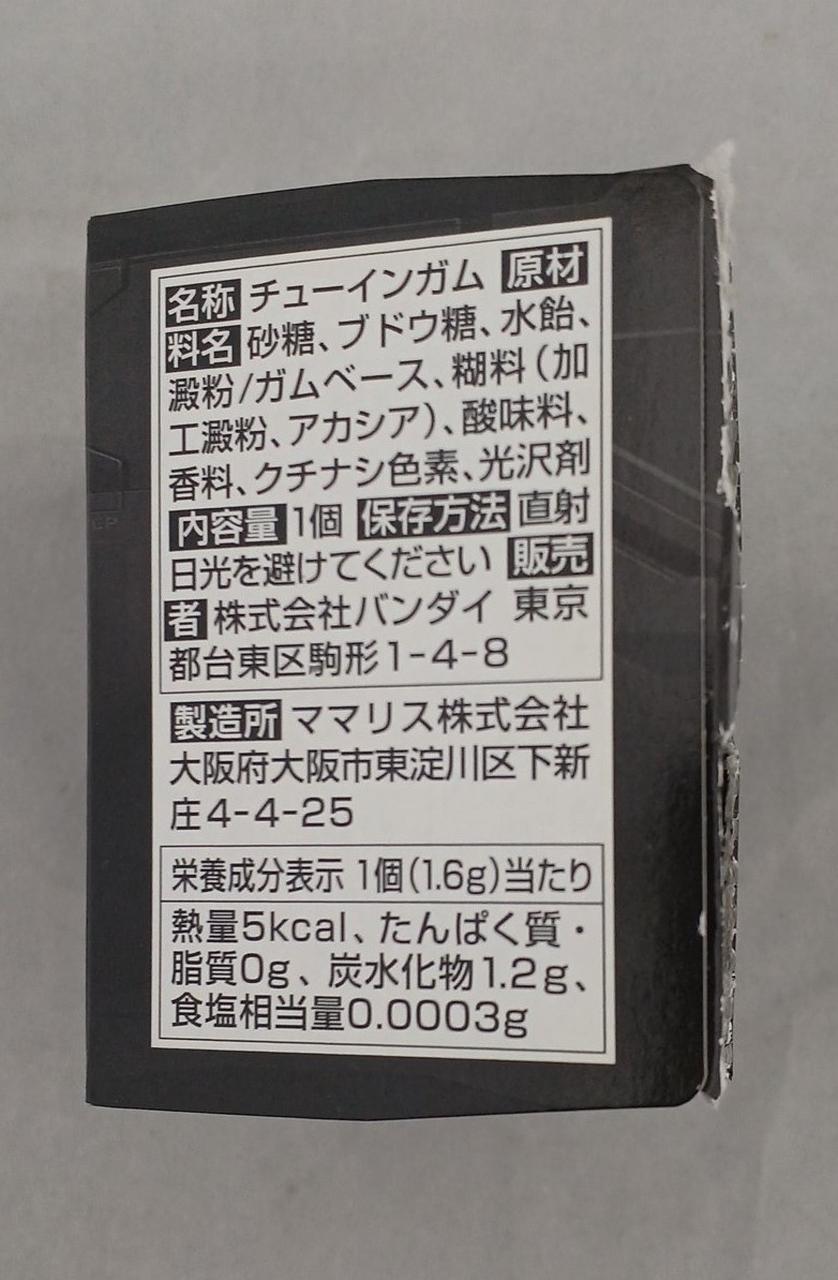 名称 チューインガム 原材
料名 砂糖、ブドウ糖、水飴、
澱粉/ガムベース、糊料(加
工澱粉、アカシア)、酸味料、
香料、クチナシ色素、光沢剤
内容量 1個 保存方法 直射
日光を避けてください 販売
者 株式会社バンダイ 東京
都台東区駒形1-4-8
製造所 ママリス株式会社
大阪府大阪市東淀川区下新
庄4-4-25
栄養成分表示 1個(1.6g)当たり
熱量5kcal、たんぱく質・
脂質0g、炭水化物1.2g、
食塩相当量0.0003g